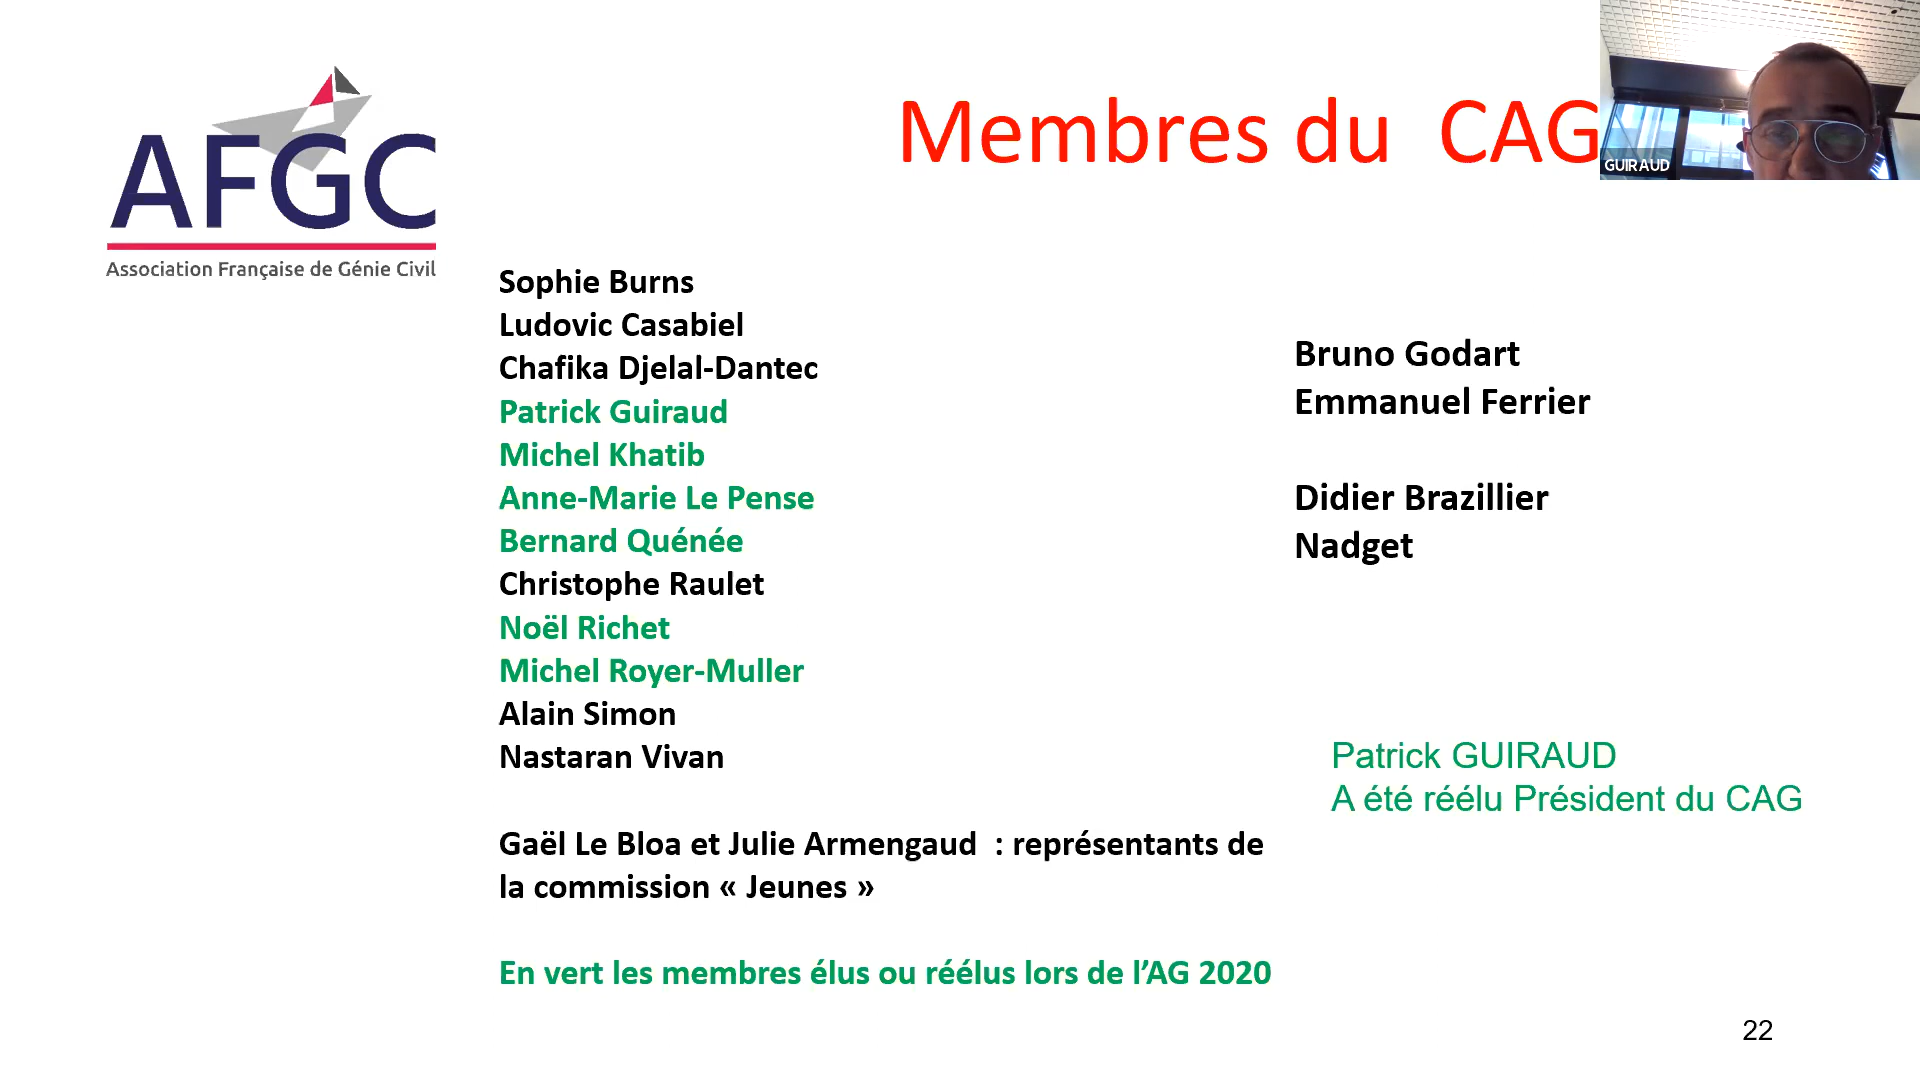 AFGC
Association Française de Génie Civil
Membres du CAG
GUIRAUD
Sophie Burns
Ludovic Casabiel
Chafika Djelal-Dantec
Patrick Guiraud
Michel Khatib
Anne-Marie Le Pense
Bernard Quénée
Christophe Raulet
Noël Richet
Michel Royer-Muller
Alain Simon
Nastaran Vivan
Gaël Le Bloa et Julie Armengaud : représentants de
la commission « Jeunes »
En vert les membres élus ou réélus lors de l’AG 2020
Bruno Godart
Emmanuel Ferrier
Didier Brazillier
Nadget
Patrick GUIRAUD
A été réélu Président du CAG
22